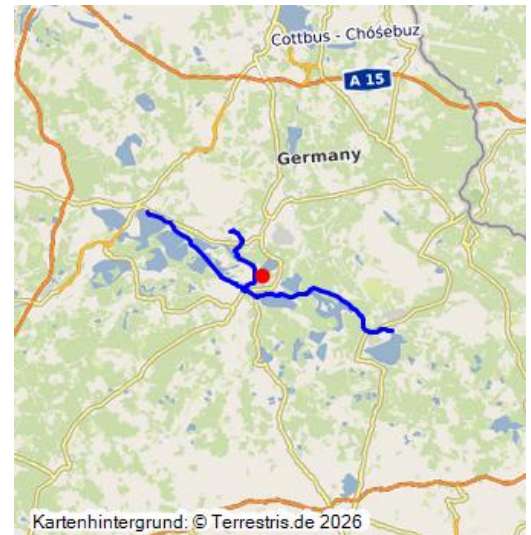 Cottbus - Chóśebuz
A 15
Germany
Kartenhintergrund: © Terrestris.de 2026